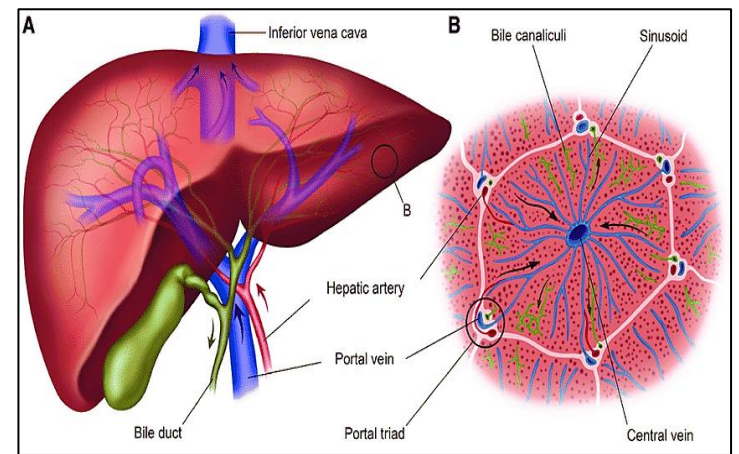 A
Inferior vena cava
B
Bile canaliculi
Sinusoid
B
Hepatic artery
Portal vein
Bile duct
Portal triad
Central vein